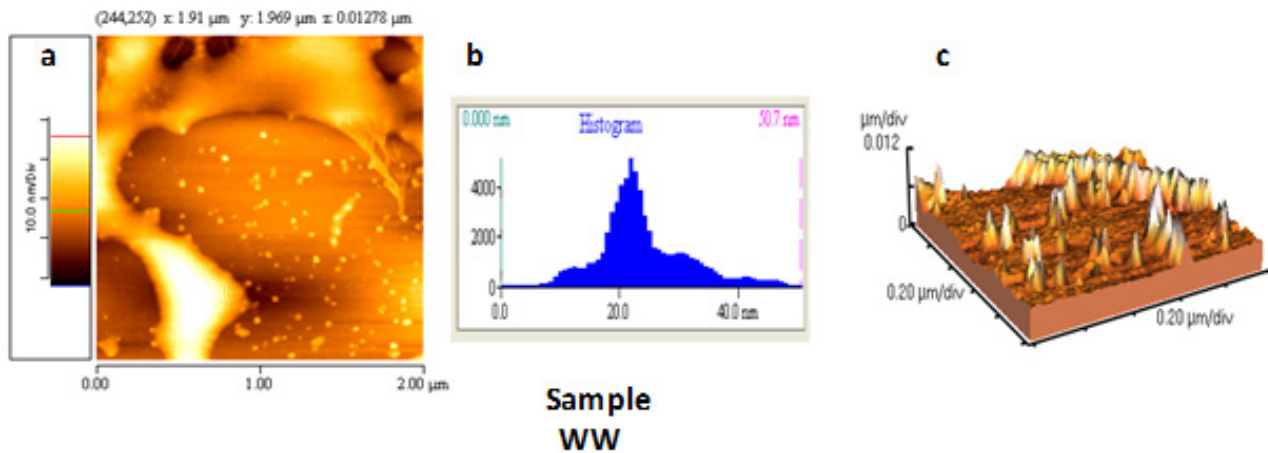 (244,252) x: 1.91 µm y: 1.969 µm z: 0.01278 µm
a
10.0 nm/Div
0.00 1.00 2.00 µm
b
0.000 nm 50.7 nm
Histogram
4000
2000
0
0.0 20.0 40.0 nm
c
µm/div
0.012
0
0.20 µm/div
0.20 µm/div
Sample
WW